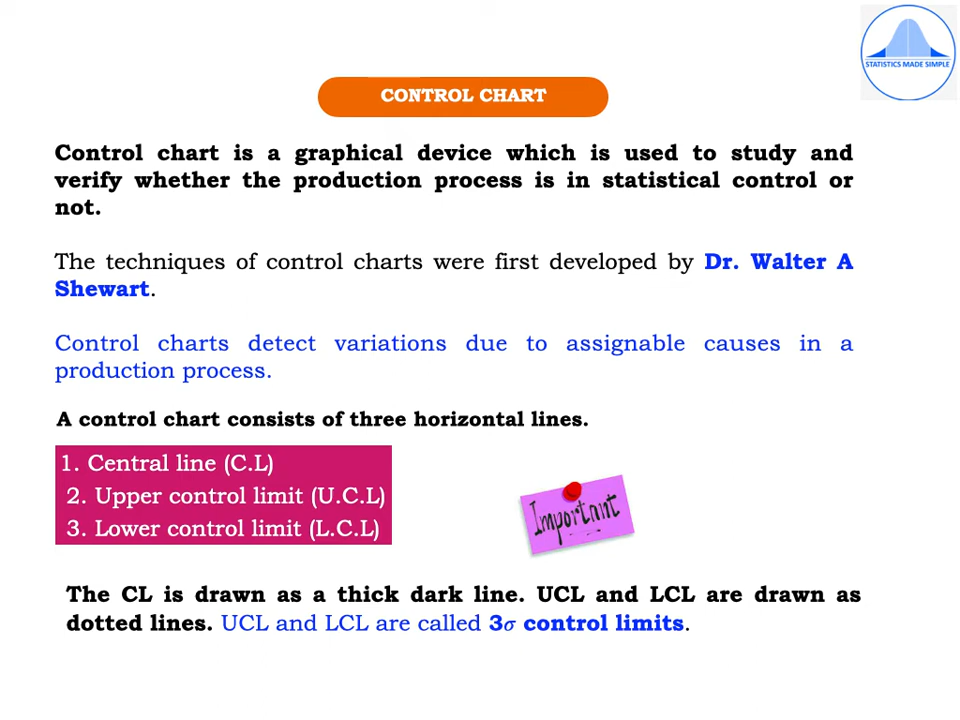 STATISTICS MADE SIMPLE
CONTROL CHART
Control chart is a graphical device which is used to study and
verify whether the production process is in statistical control or
not.
The techniques of control charts were first developed by Dr. Walter A
Shewart.
Control charts detect variations due to assignable causes in a
production process.
A control chart consists of three horizontal lines.
1. Central line (C.L)
2. Upper control limit (U.C.L)
3. Lower control limit (L.C.L)
Important
The CL is drawn as a thick dark line. UCL and LCL are drawn as
dotted lines. UCL and LCL are called 3σ control limits.